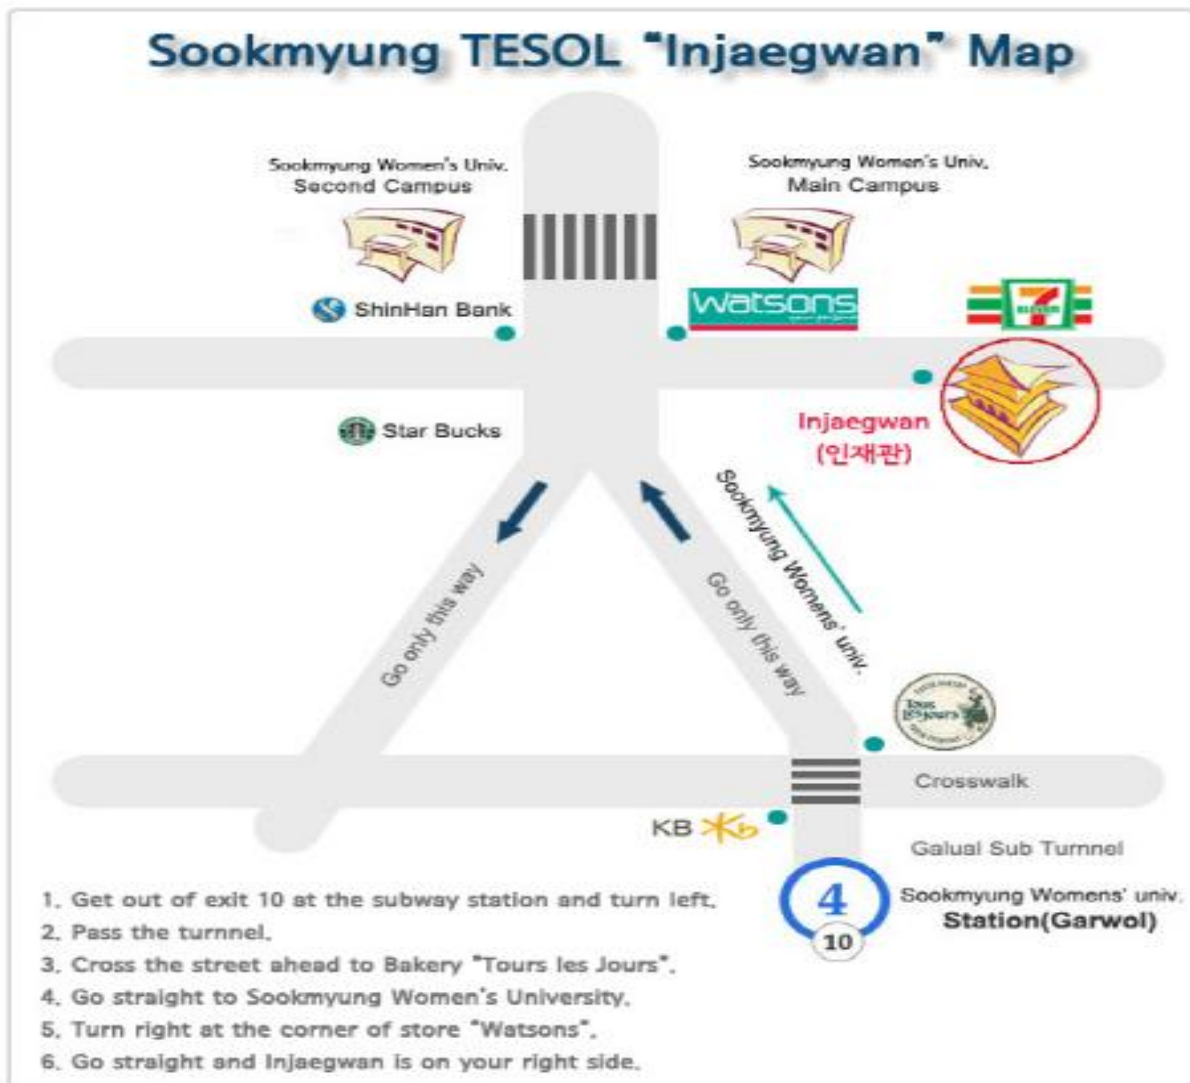 Sookmyung TESOL "Injaegwan" Map
Sookmyung Women's Univ.
Second Campus
Sookmyung Women's Univ.
Main Campus
ShinHan Bank
watsons
7
ELEVEN
Star Bucks
Injaegwan
(인재관)
Go only this way
Go only this way
Sookmyung Womens' univ.
Tous
Les Jours
Crosswalk
KB
Galual Sub Turnnel
4
10
Sookmyung Womens' univ.
Station(Garwol)
1. Get out of exit 10 at the subway station and turn left.
2. Pass the turnnel.
3. Cross the street ahead to Bakery "Tours les Jours".
4. Go straight to Sookmyung Women's University.
5. Turn right at the corner of store "Watsons".
6. Go straight and Injaegwan is on your right side.